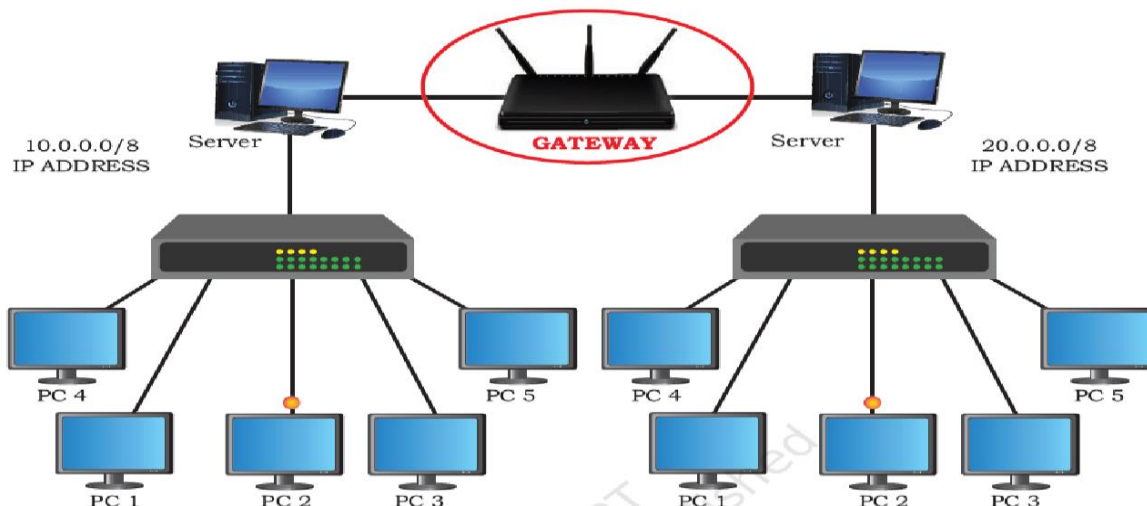 GATEWAY
Server
Server
10.0.0.0/8
IP ADDRESS
20.0.0.0/8
IP ADDRESS
PC 4
PC 5
PC 1
PC 2
PC 3
PC 4
PC 5
PC 1
PC 2
PC 3